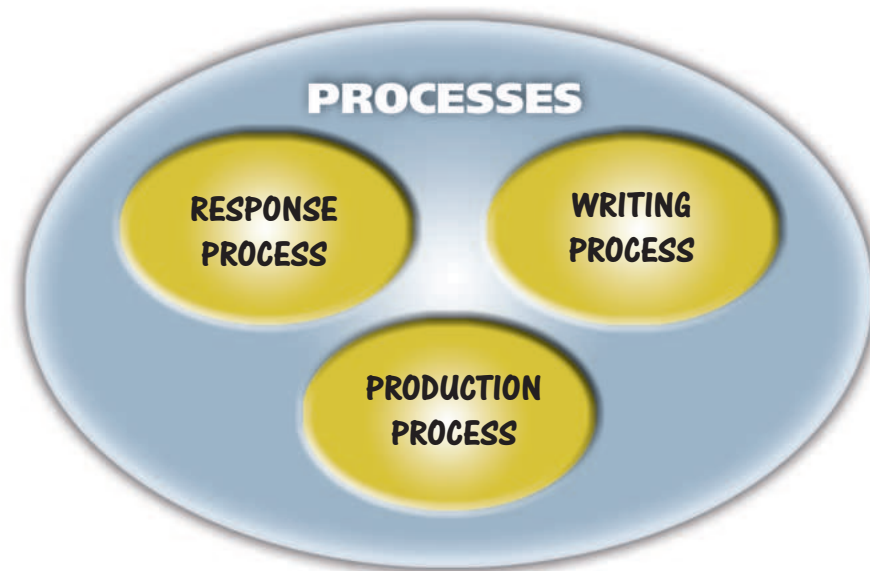 PROCESSES
RESPONSE
PROCESS
WRITING
PROCESS
PRODUCTION
PROCESS